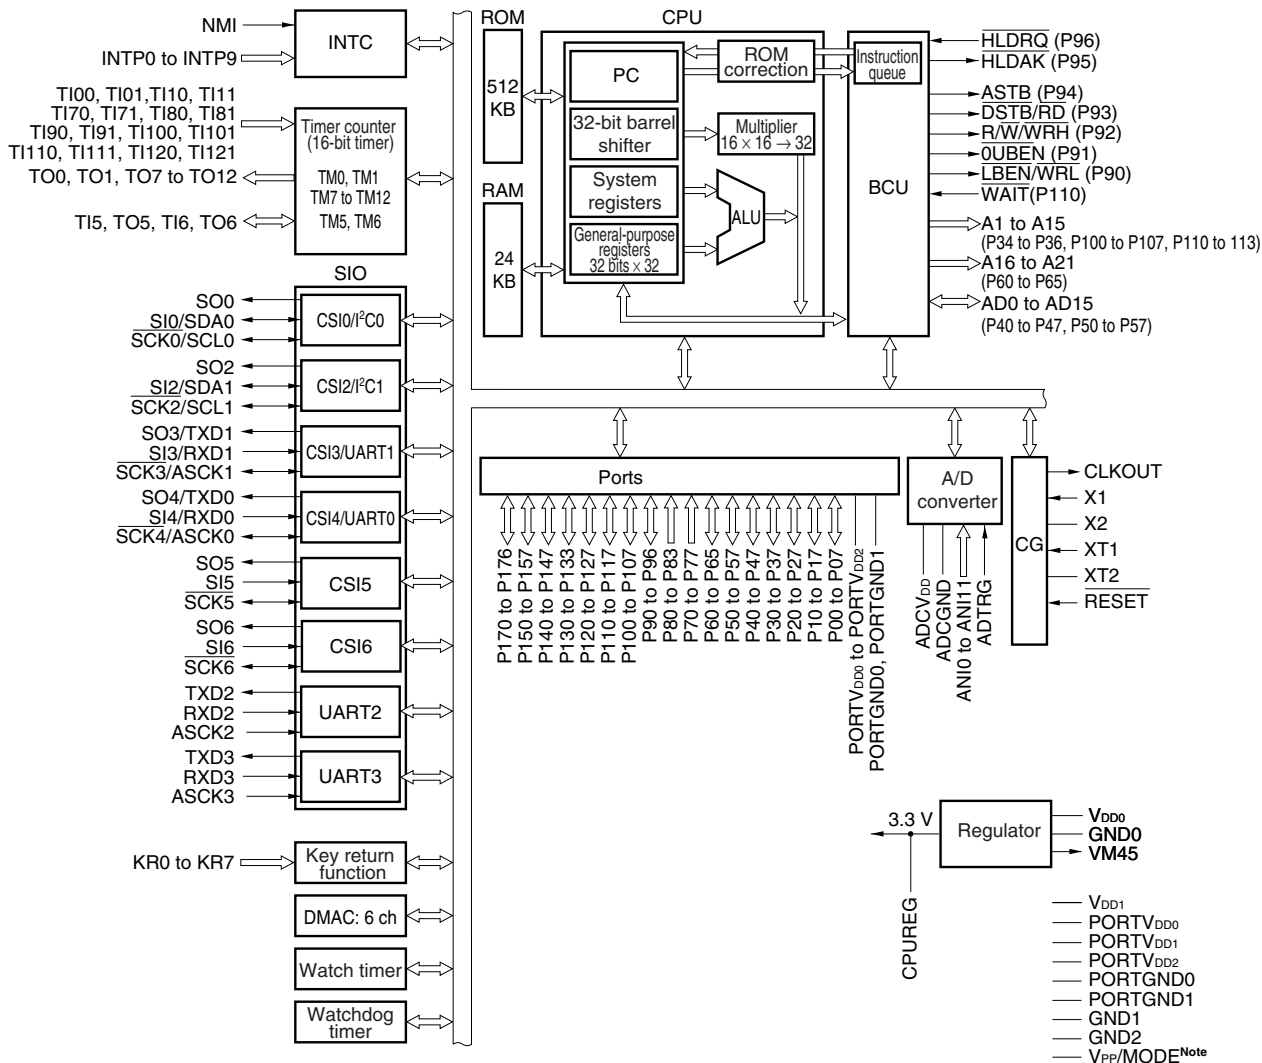 NMI
INTP0 to INTP9
INTC
TI00, TI01,TI10, TI11
TI70, TI71, TI80, TI81
TI90, TI91, TI100, TI101
TI110, TI111, TI120, TI121
TO0, TO1, TO7 to TO12
TI5, TO5, TI6, TO6
Timer counter
(16-bit timer)
TM0, TM1
TM7 to TM12
TM5, TM6
SIO
SO0
SI0/SDA0
SCK0/SCL0
CSI0/I²C0
SO2
SI2/SDA1
SCK2/SCL1
CSI2/I²C1
SO3/TXD1
SI3/RXD1
SCK3/ASCK1
CSI3/UART1
SO4/TXD0
SI4/RXD0
SCK4/ASCK0
CSI4/UART0
SO5
SI5
SCK5
CSI5
SO6
SI6
SCK6
CSI6
TXD2
RXD2
ASCK2
UART2
TXD3
RXD3
ASCK3
UART3
KR0 to KR7
Key return
function
DMAC: 6 ch
Watch timer
Watchdog
timer
ROM
512
KB
RAM
24
KB
CPU
PC
32-bit barrel
shifter
System
registers
General-purpose
registers
32 bits × 32
ROM
correction
Multiplier
16 × 16 → 32
ALU
Instruction
queue
BCU
HLDRQ (P96)
HLDAK (P95)
ASTB (P94)
DSTB/RD (P93)
R/W/WRH (P92)
0UBEN (P91)
LBEN/WRL (P90)
WAIT(P110)
A1 to A15
(P34 to P36, P100 to P107, P110 to 113)
A16 to A21
(P60 to P65)
AD0 to AD15
(P40 to P47, P50 to P57)
Ports
P170 to P176
P150 to P157
P140 to P147
P130 to P133
P120 to P127
P110 to P117
P100 to P107
P90 to P96
P80 to P83
P70 to P77
P60 to P65
P50 to P57
P40 to P47
P30 to P37
P20 to P27
P10 to P17
P00 to P07
PORTVDD0 to PORTVDD2
PORTGND0, PORTGND1
A/D
converter
ADCVDD
ADCGND
ANI0 to ANI11
ADTRG
CG
CLKOUT
X1
X2
XT1
XT2
RESET
3.3 V
Regulator
VDD0
GND0
VM45
CPUREG
VDD1
PORTVDD0
PORTVDD1
PORTVDD2
PORTGND0
PORTGND1
GND1
GND2
VPP/MODENote